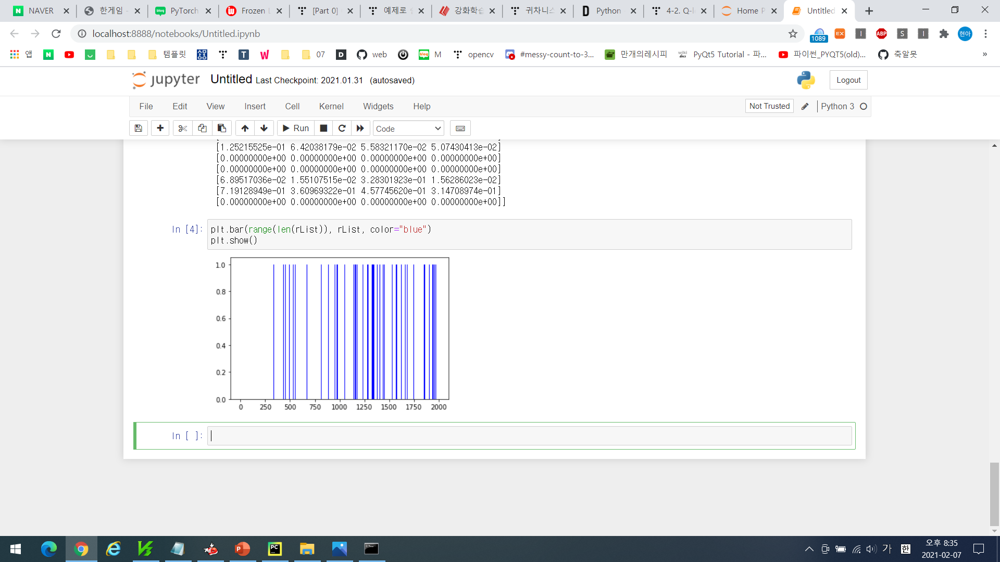 NAVER
한게임 -
PyTorch
Frozen L
[Part 0]
예제로
강화학습
귀차니스
Python
4-2. Q-l
Home P
Untitled
localhost:8888/notebooks/Untitled.ipynb
1089
EX
ABP
S
현아
앱
템플릿
07
web
M
opencv
#messy-count-to-3...
만개의레시피
PyQt5 Tutorial - 파...
파이썬_PYQT5(old)...
축알못
»
jupyter
Untitled Last Checkpoint: 2021.01.31 (autosaved)
Logout
File
Edit
View
Insert
Cell
Kernel
Widgets
Help
Not Trusted
Python 3
Run
Code
[1.25215525e-01 6.42038179e-02 5.58321170e-02 5.07430413e-02]
[0.00000000e+00 0.00000000e+00 0.00000000e+00 0.00000000e+00]
[0.00000000e+00 0.00000000e+00 0.00000000e+00 0.00000000e+00]
[6.89517036e-02 1.55107515e-02 3.28301923e-01 1.56286023e-02]
[7.19128949e-01 3.60969322e-01 4.57745620e-01 3.14708974e-01]
[0.00000000e+00 0.00000000e+00 0.00000000e+00 0.00000000e+00]]
In [4]:
plt.bar(range(len(rList)), rList, color="blue")
plt.show()
1.0
0.8
0.6
0.4
0.2
0.0
0 250 500 750 1000 1250 1500 1750 2000
In [ ]:
가
한
오후 8:35
2021-02-07